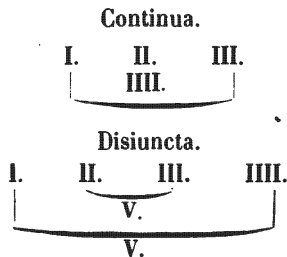 Continua.
I. II. III.
IIII.
Disiuncta.
I. II. III. IIII.
V.
V.